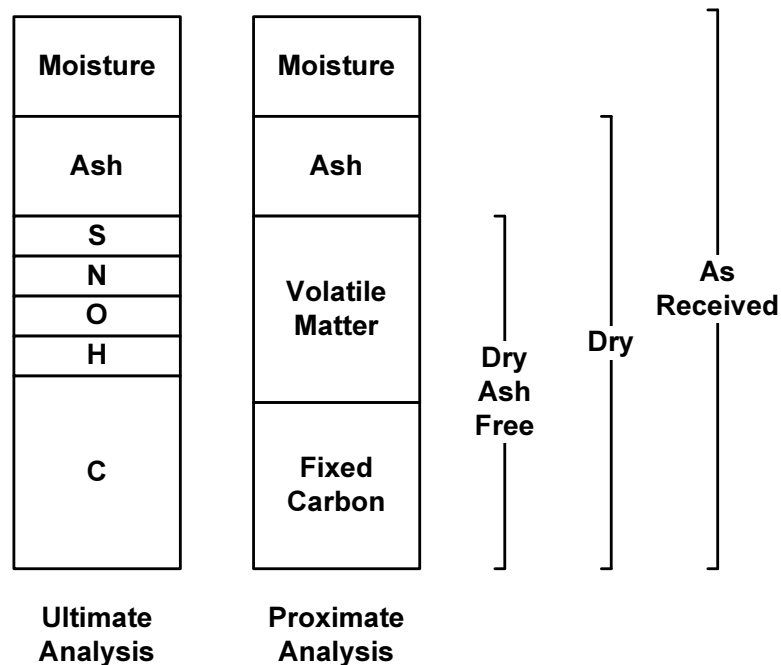 Moisture
Ash
S
N
O
H
C
Ultimate
Analysis
Moisture
Ash
Volatile
Matter
Fixed
Carbon
Proximate
Analysis
Dry
Ash
Free
Dry
As
Received